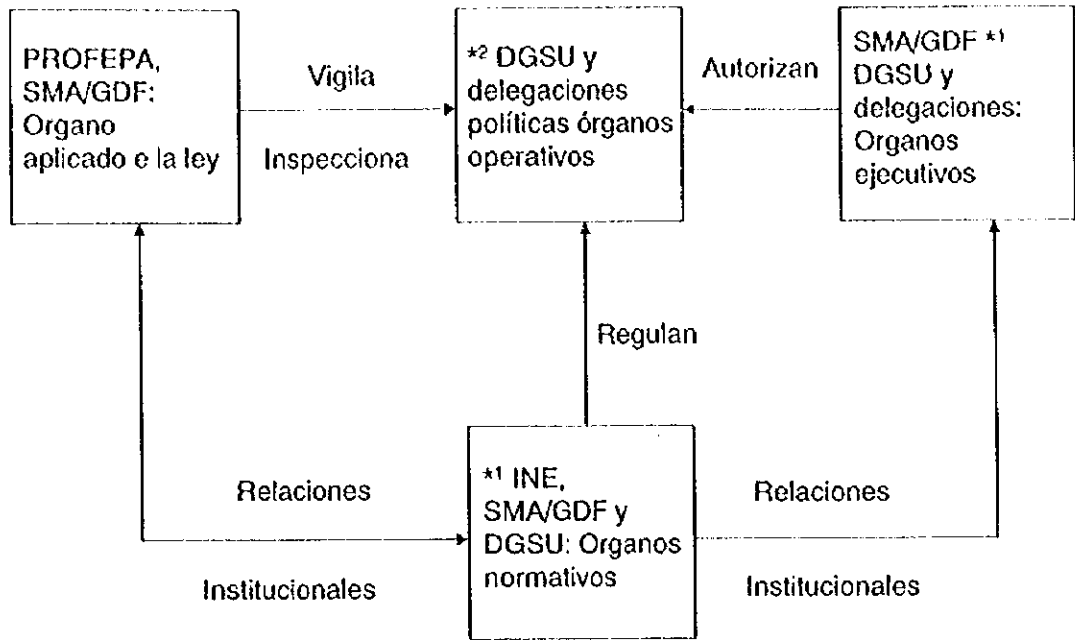 PROFEPA,
SMA/GDF:
Organo
aplicado e la ley
Vigila
Inspecciona
*2 DGSU y
delegaciones
políticas órganos
operativos
Autorizan
SMA/GDF *1
DGSU y
delegaciones:
Organos
ejecutivos
Regulan
Relaciones
Institucionales
*1 INE,
SMA/GDF y
DGSU: Organos
normativos
Relaciones
Institucionales